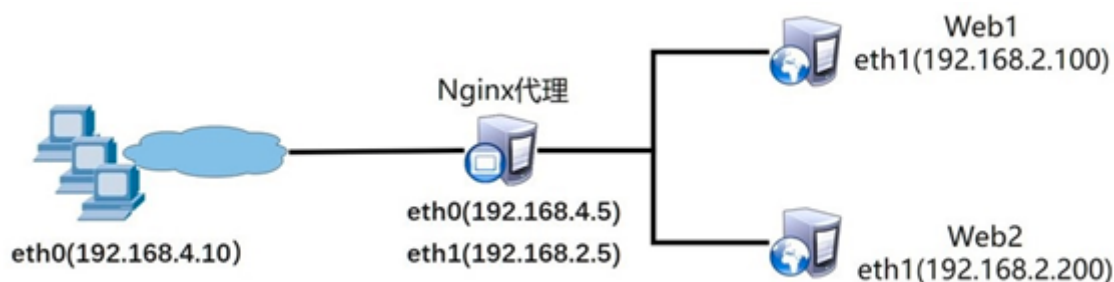 Web1
eth1(192.168.2.100)
Nginx代理
eth0(192.168.4.5)
eth1(192.168.2.5)
eth0(192.168.4.10)
Web2
eth1(192.168.2.200)